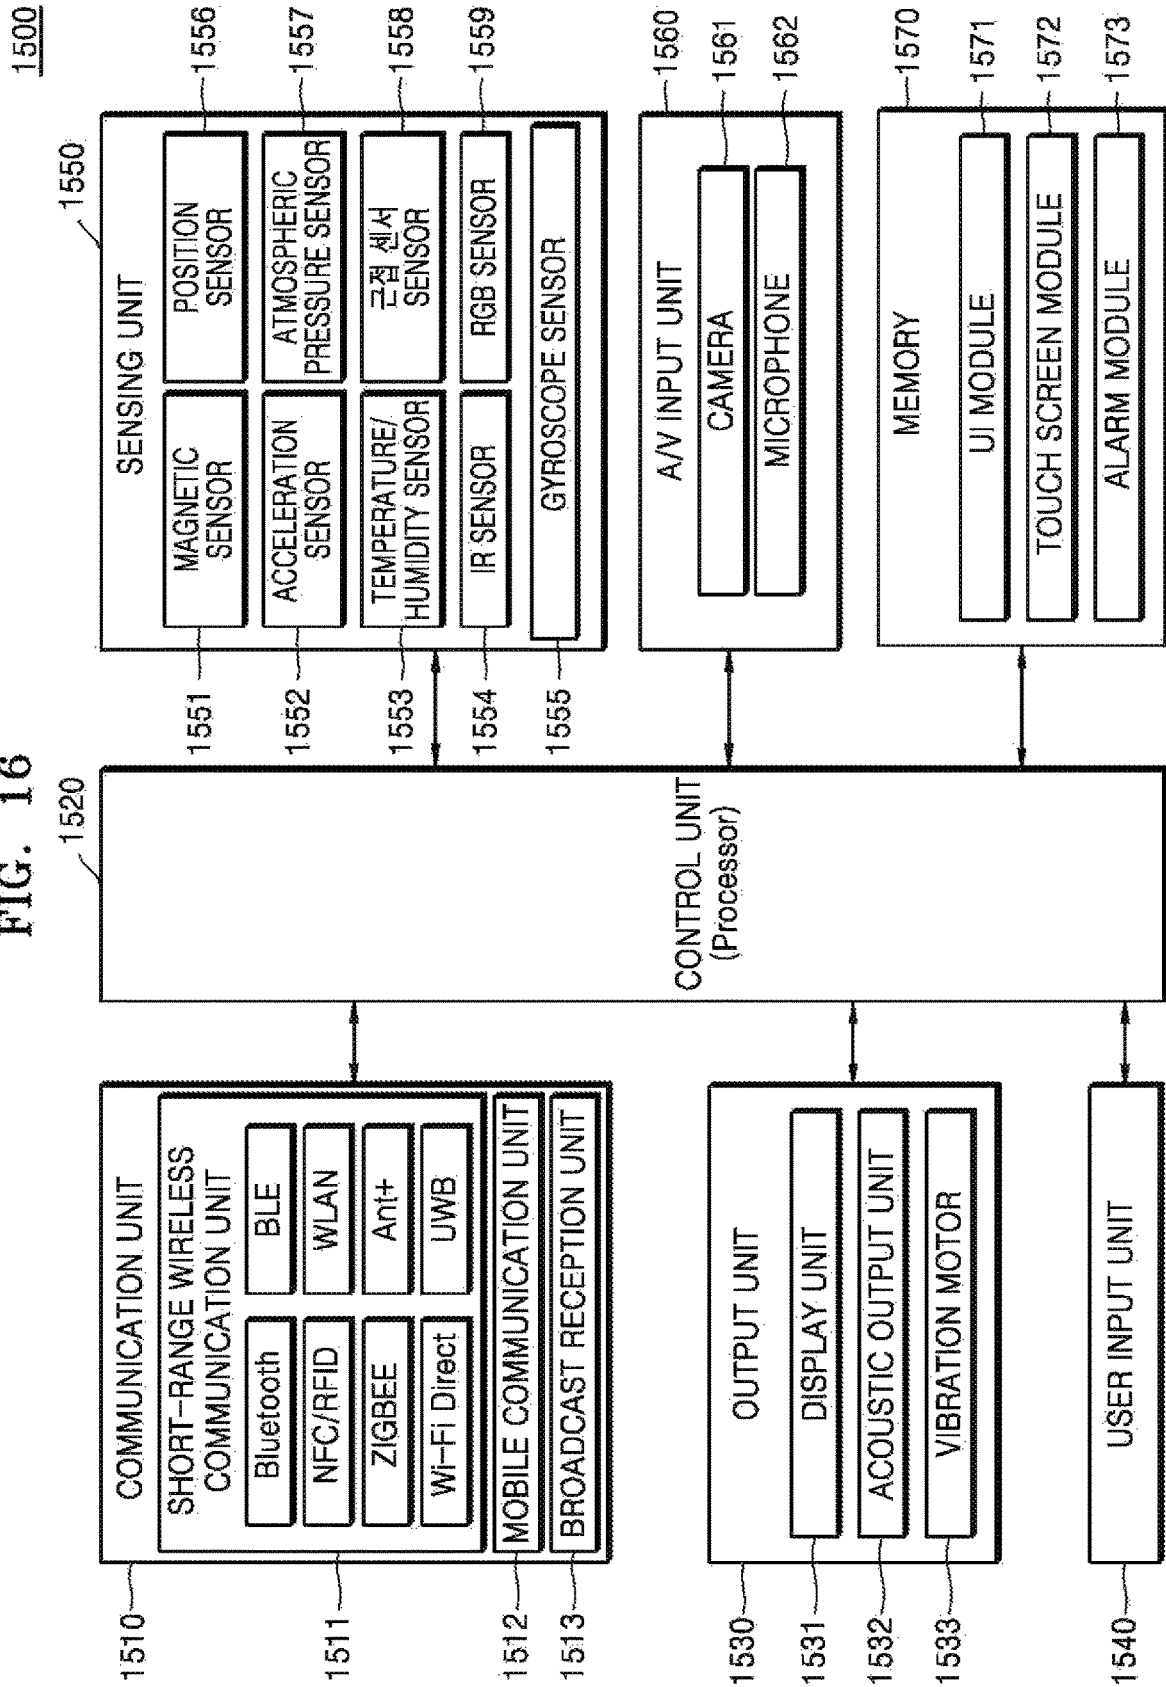 FIG. 16
1500
1510
COMMUNICATION UNIT
SHORT-RANGE WIRELESS
COMMUNICATION UNIT
1511
Bluetooth
BLE
NFC/RFID
WLAN
ZIGBEE
Ant+
Wi-Fi Direct
UWB
1512
MOBILE COMMUNICATION UNIT
1513
BROADCAST RECEPTION UNIT
1530
OUTPUT UNIT
1531
DISPLAY UNIT
1532
ACOUSTIC OUTPUT UNIT
1533
VIBRATION MOTOR
1540
USER INPUT UNIT
1520
CONTROL UNIT
(Processor)
1550
SENSING UNIT
1551
MAGNETIC
SENSOR
POSITION
SENSOR
1556
1552
ACCELERATION
SENSOR
ATMOSPHERIC
PRESSURE SENSOR
1557
1553
TEMPERATURE/
HUMIDITY SENSOR
근접 센서
SENSOR
1558
1554
IR SENSOR
RGB SENSOR
1559
1555
GYROSCOPE SENSOR
1560
A/V INPUT UNIT
CAMERA
1561
MICROPHONE
1562
MEMORY
1570
UI MODULE
1571
TOUCH SCREEN MODULE
1572
ALARM MODULE
1573